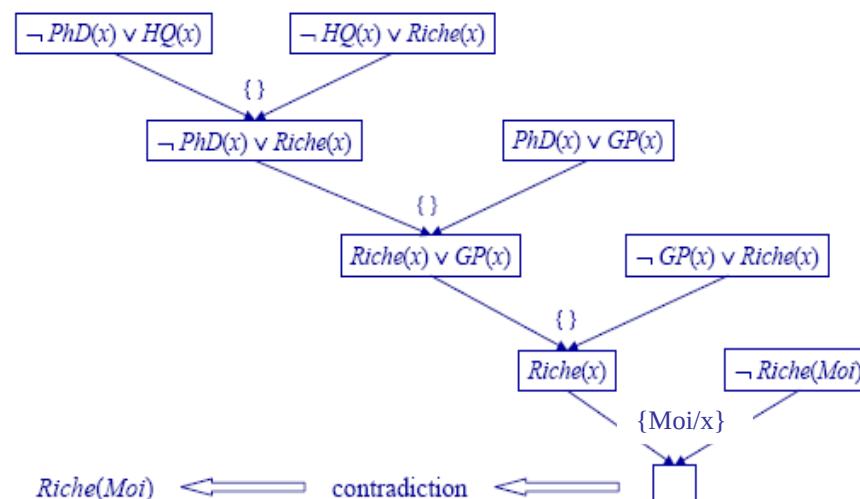 ¬ PhD(x) ∨ HQ(x) ¬ HQ(x) ∨ Riche(x)
{ }
¬ PhD(x) ∨ Riche(x) PhD(x) ∨ GP(x)
{ }
Riche(x) ∨ GP(x) ¬ GP(x) ∨ Riche(x)
{ }
Riche(x) ¬ Riche(Moi)
{Moi/x}
Riche(Moi) contradiction